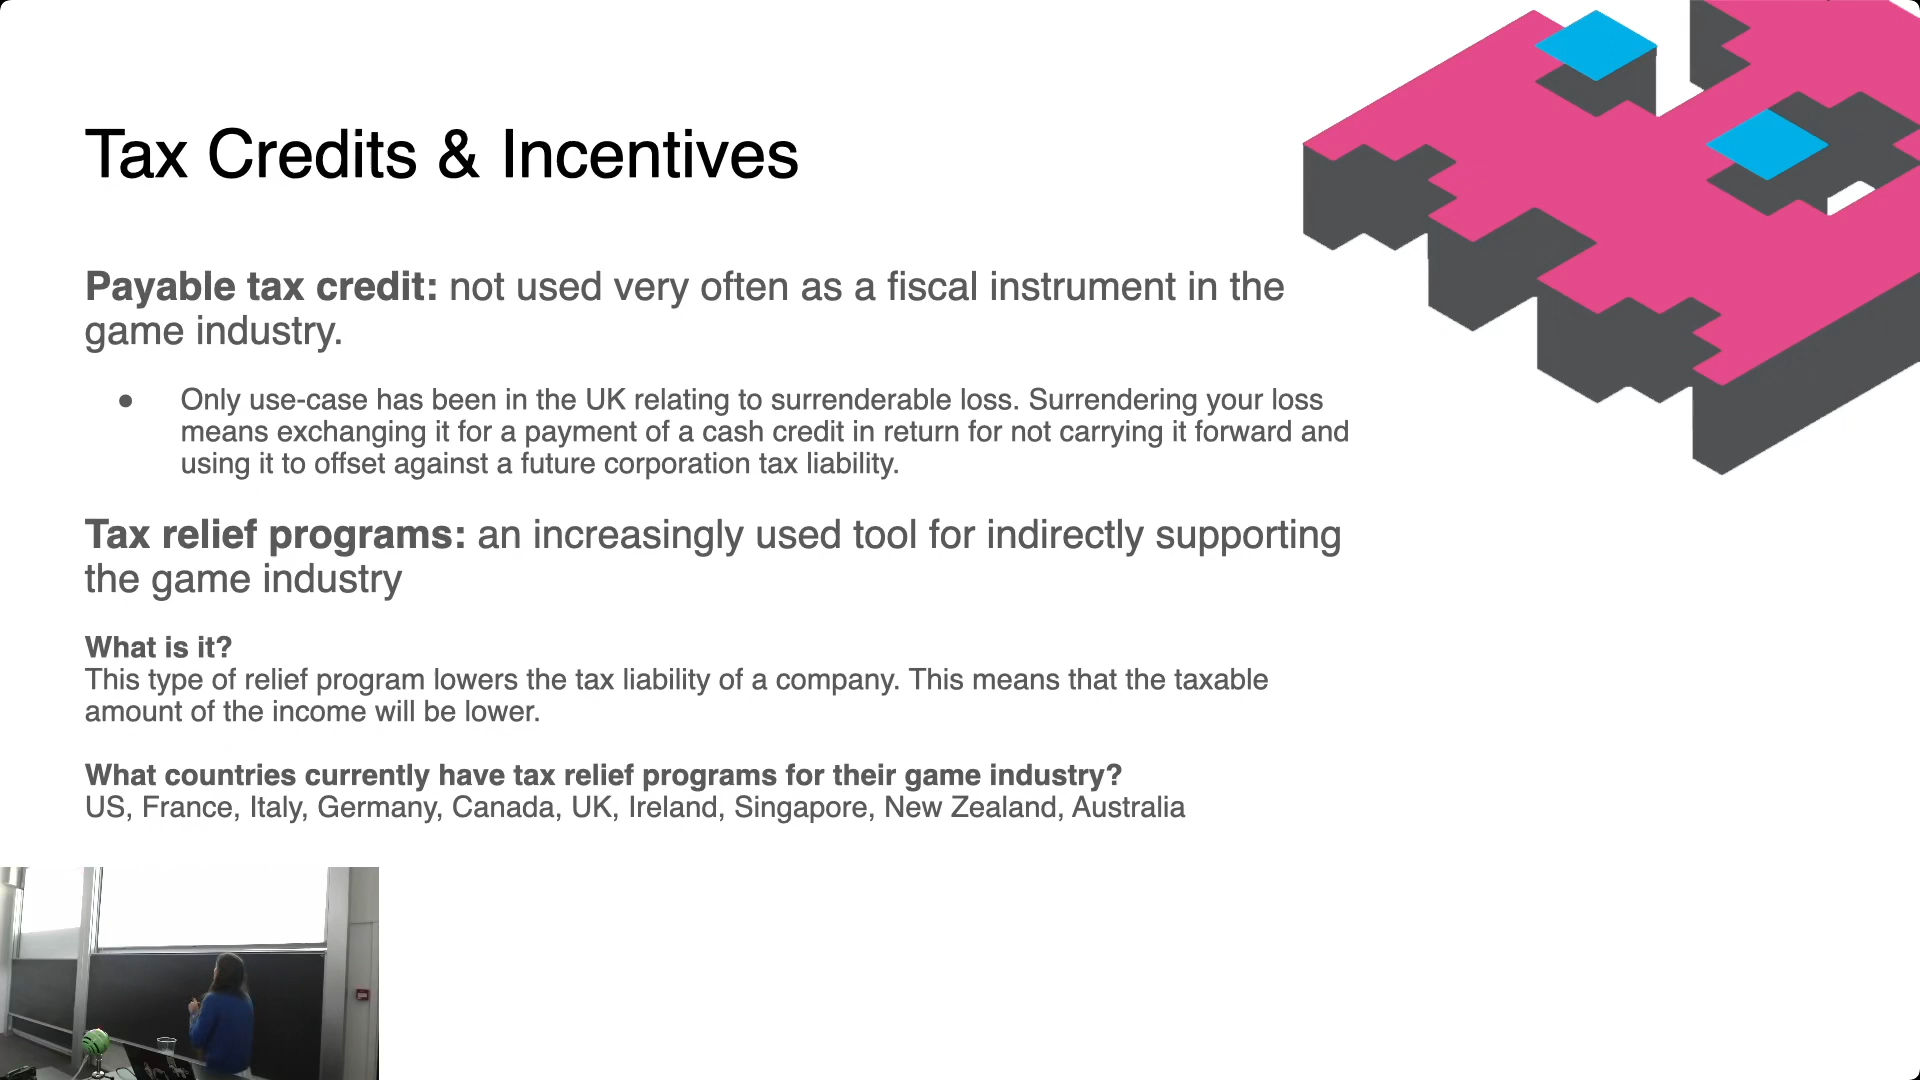 Tax Credits & Incentives
Payable tax credit: not used very often as a fiscal instrument in the
game industry.
● Only use-case has been in the UK relating to surrenderable loss. Surrendering your loss
means exchanging it for a payment of a cash credit in return for not carrying it forward and
using it to offset against a future corporation tax liability.
Tax relief programs: an increasingly used tool for indirectly supporting
the game industry
What is it?
This type of relief program lowers the tax liability of a company. This means that the taxable
amount of the income will be lower.
What countries currently have tax relief programs for their game industry?
US, France, Italy, Germany, Canada, UK, Ireland, Singapore, New Zealand, Australia